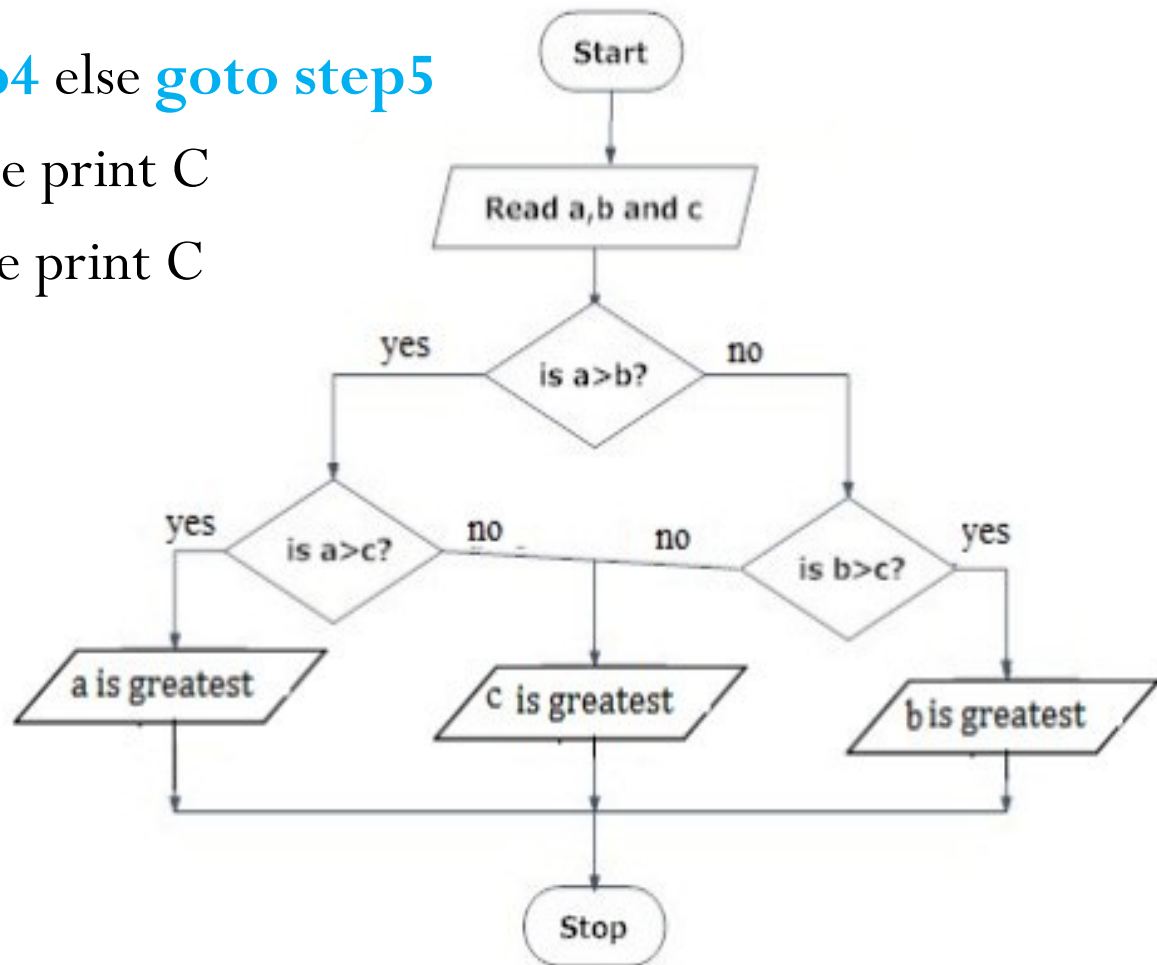 4 else goto step5
e print C
e print C
Start
Read a,b and c
yes
is a>b?
no
yes
is a>c?
no
no
is b>c?
yes
a is greatest
c is greatest
b is greatest
Stop